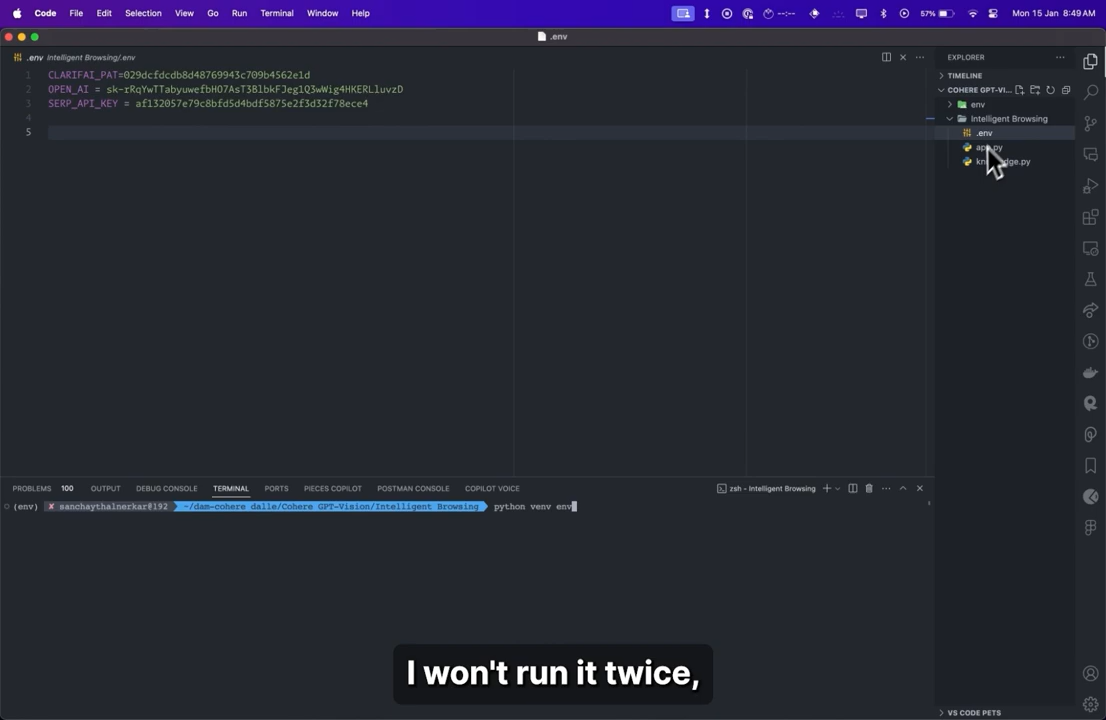 Code File Edit Selection View Go Run Terminal Window Help 57% Mon 15 Jan 8:49 AM
.env
.env Intelligent Browsing/.env
EXPLORER
TIMELINE
COHERE GPT-VI...
env
Intelligent Browsing
.env
app.py
1 CLARIFAI_PAT=029dcfdcdb8d48769943c709b4562e1d
2 OPEN_AI = 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
3 SERP_API_KEY = af132057e79c8bfd5d4bdf5875e2f3d32f78ece4
4
5
PROBLEMS 100 OUTPUT DEBUG CONSOLE TERMINAL PORTS PIECES COPILOT POSTMAN CONSOLE COPILOT VOICE zsh - Intelligent Browsing
(env) ✘ sanchaythalnerkar@192 ~/dam-cohere dalle/Cohere GPT-Vision/Intelligent Browsing python venv env
I won't run it twice,
VS CODE PETS